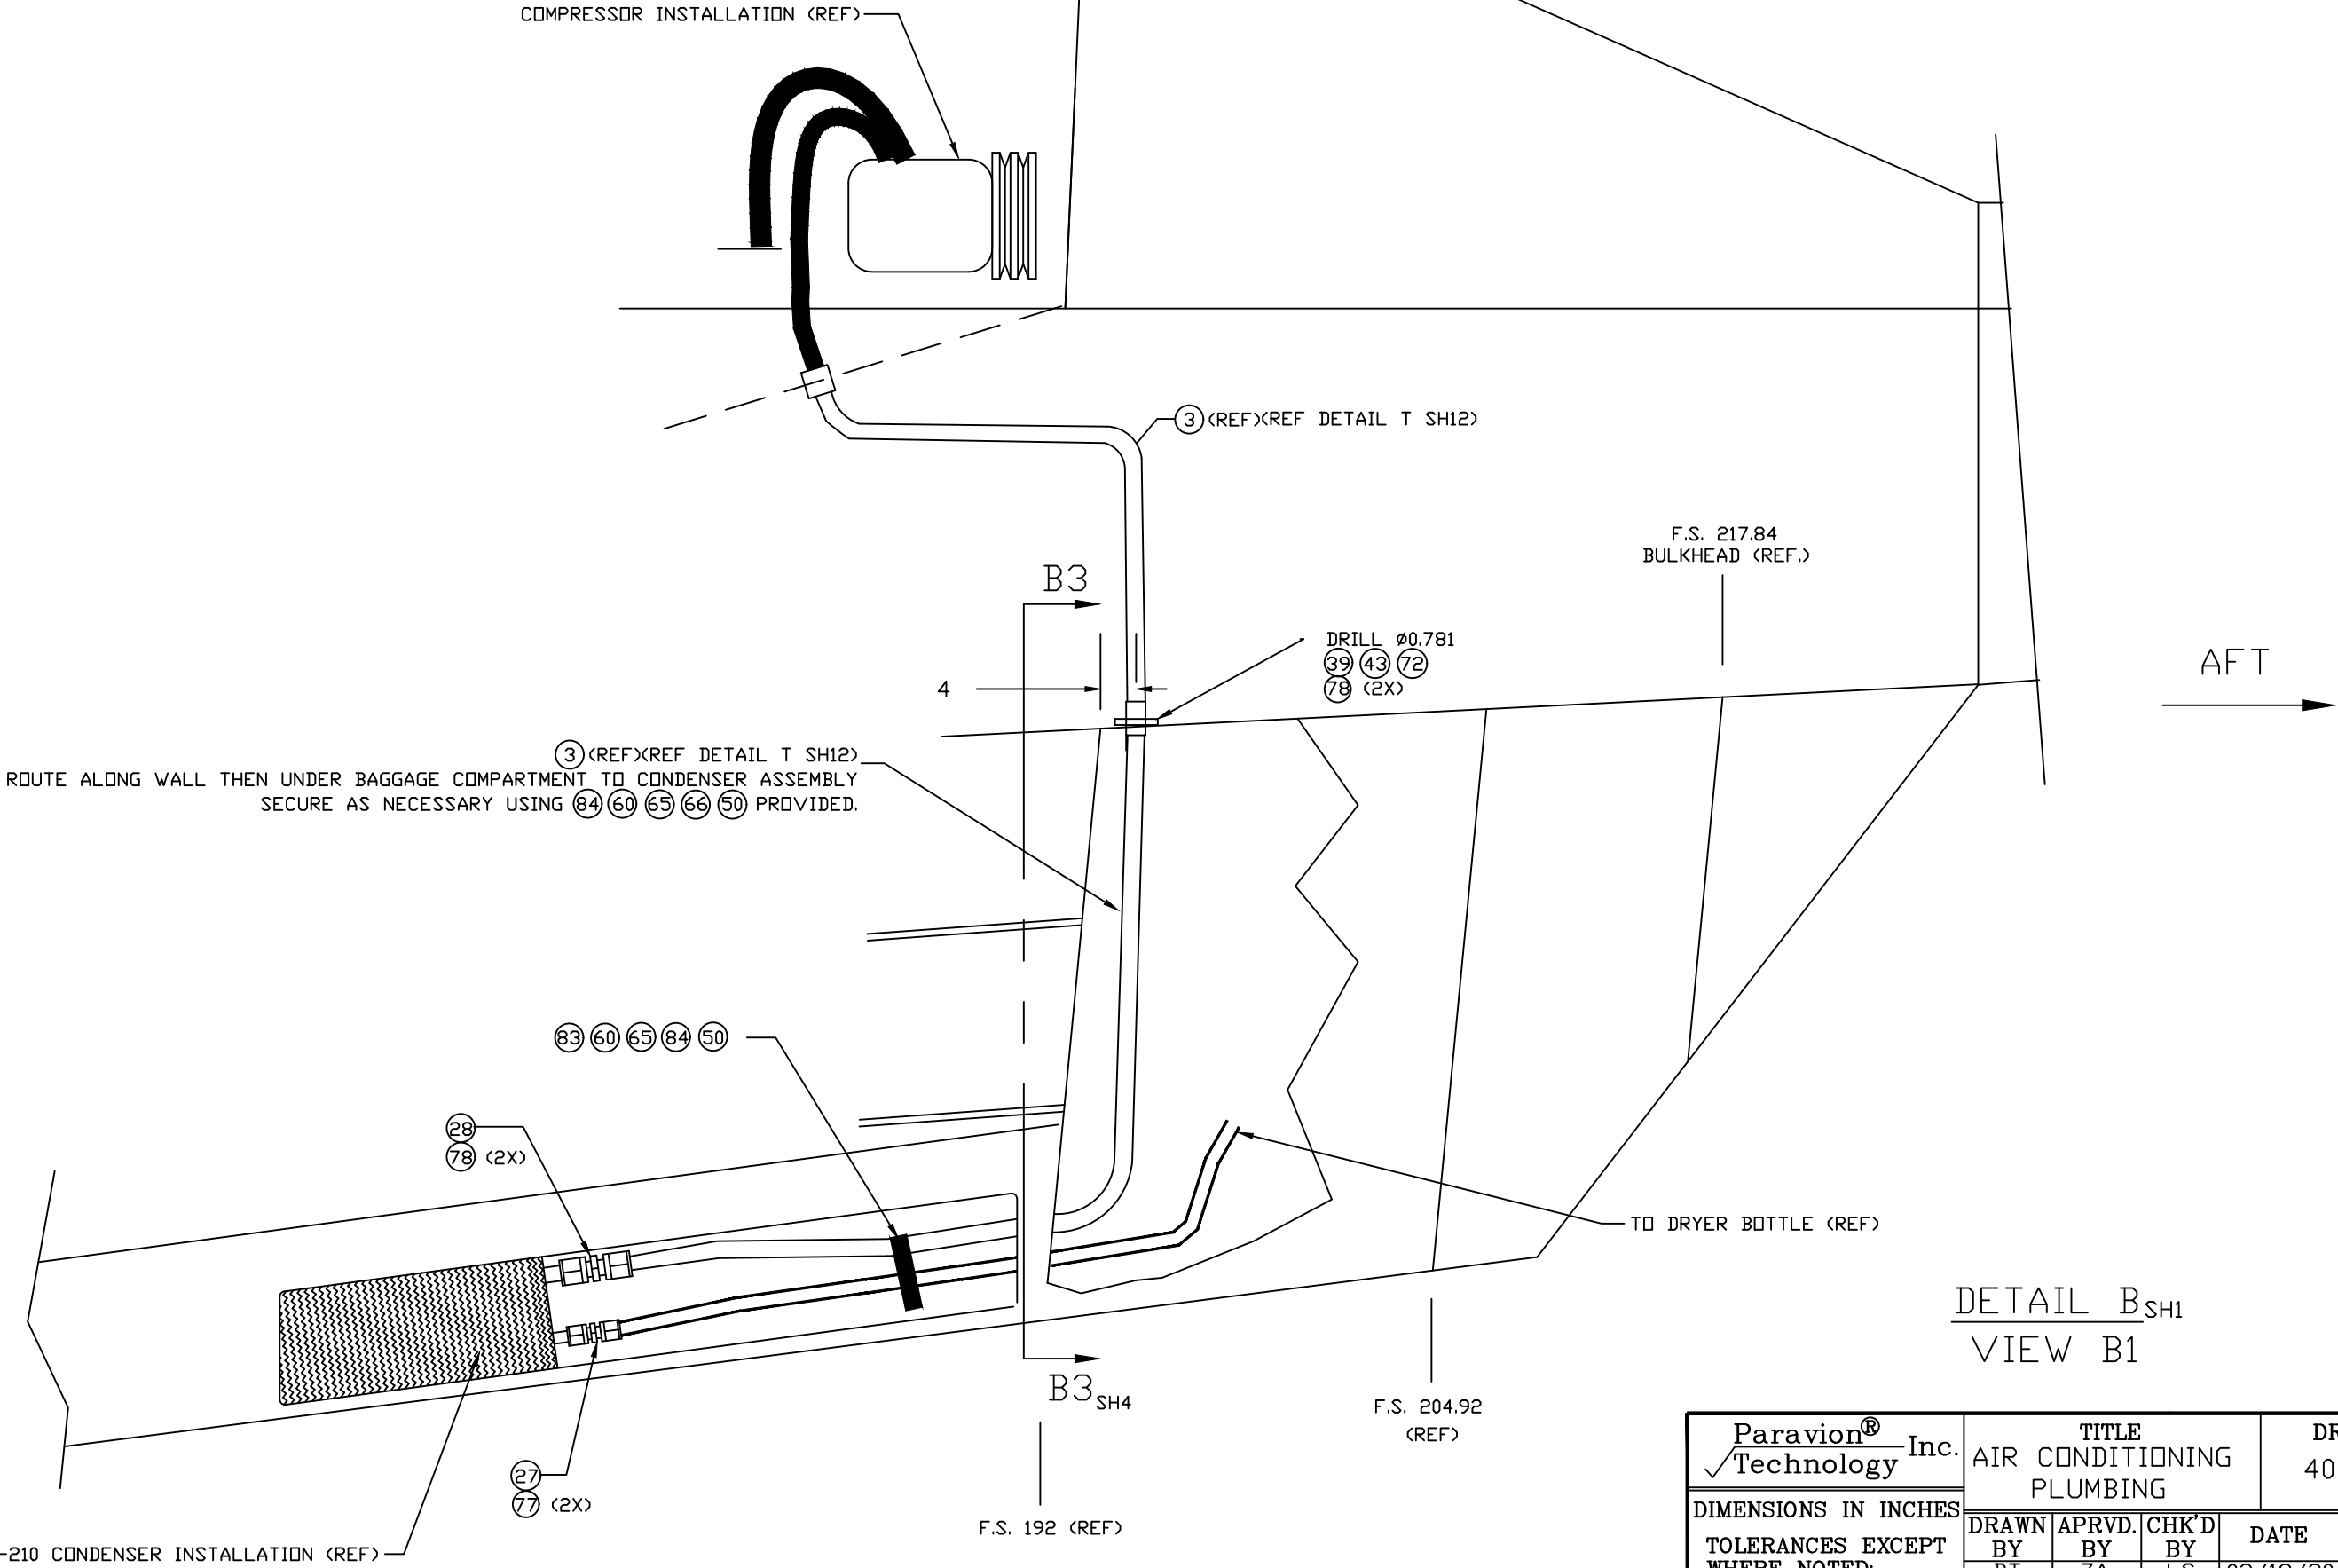 COMPRESSOR INSTALLATION (REF)
3 (REF)(REF DETAIL T SH12)
F.S. 217.84
BULKHEAD (REF.)
B3
DRILL Ø0.781
39 43 72
78 (2X)
4
AFT
3 (REF)(REF DETAIL T SH12)
ROUTE ALONG WALL THEN UNDER BAGGAGE COMPARTMENT TO CONDENSER ASSEMBLY
SECURE AS NECESSARY USING 84 60 65 66 50 PROVIDED.
83 60 65 84 50
28
78 (2X)
TO DRYER BOTTLE (REF)
DETAIL B SH1
VIEW B1
B3 SH4
F.S. 204.92
(REF)
27
77 (2X)
F.S. 192 (REF)
-210 CONDENSER INSTALLATION (REF)
Paravion® Technology Inc.
TITLE
AIR CONDITIONING
PLUMBING
DR
40
DIMENSIONS IN INCHES
TOLERANCES EXCEPT
WHERE NOTED:
DRAWN BY
APRVD. BY
CHK'D BY
DATE